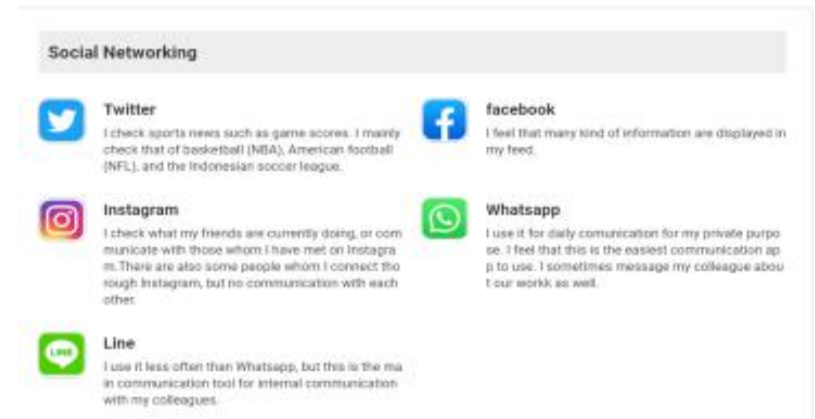 Social Networking
Twitter
I check sports news such as game scores. I mainly
check that of basketball (NBA), American football
(NFL), and the Indonesian soccer league.
facebook
I feel that many kind of information are displayed in
my feed.
Instagram
I check what my friends are currently doing, or com
municate with those whom I have met on Instagra
m.There are also some people whom I connect tho
rough Instagram, but no communication with each
other.
Whatsapp
I use it for daily comunication for my private purpo
se. I feel that this is the easiest communication ap
p to use. I sometimes message my colleague abou
t our workk as well.
LINE
Line
I use it less often than Whatsapp, but this is the ma
in communication tool for internal communication
with my colleagues.